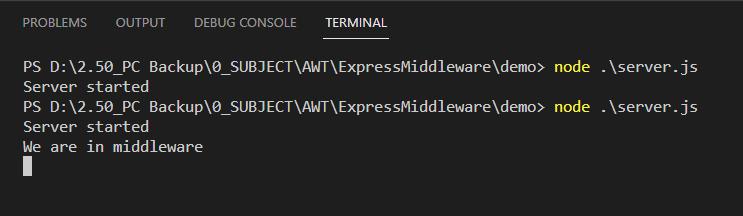 PROBLEMS OUTPUT DEBUG CONSOLE TERMINAL
PS D:\2.50_PC Backup\0_SUBJECT\AWT\ExpressMiddleware\demo> node .\server.js
Server started
PS D:\2.50_PC Backup\0_SUBJECT\AWT\ExpressMiddleware\demo> node .\server.js
Server started
We are in middleware